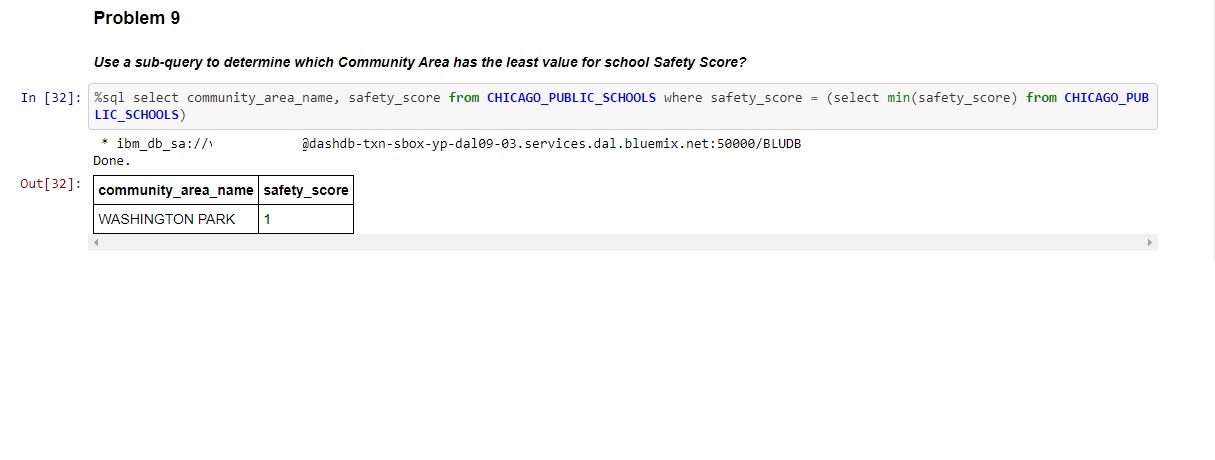 Problem 9
Use a sub-query to determine which Community Area has the least value for school Safety Score?
In [32]: %sql select community_area_name, safety_score from CHICAGO_PUBLIC_SCHOOLS where safety_score = (select min(safety_score) from CHICAGO_PUB
LIC_SCHOOLS)
* ibm_db_sa://
@dashdb-txn-sbox-yp-dal09-03.services.dal.bluemix.net:50000/BLUDB
Done.
Out[32]:
community_area_name safety_score
WASHINGTON PARK 1